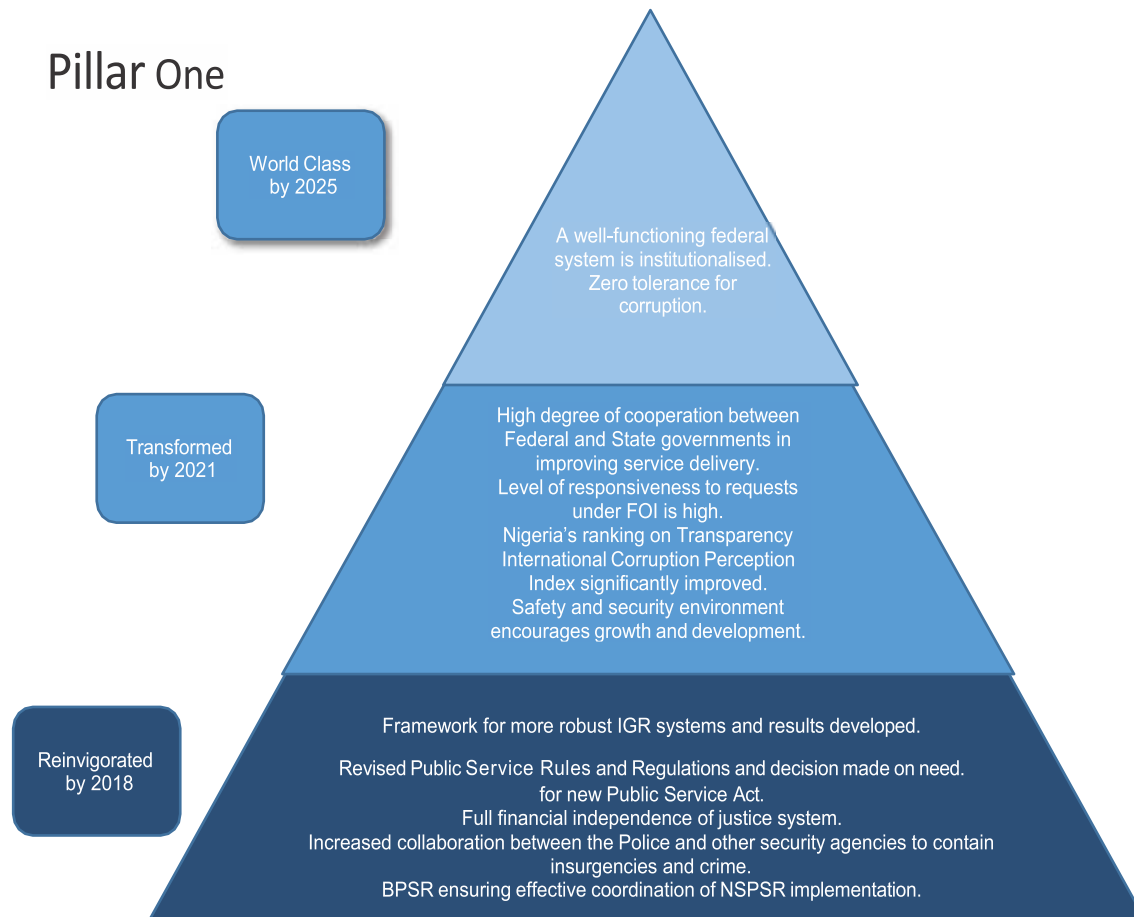 Pillar One
World Class
by 2025
A well-functioning federal
system is institutionalised.
Zero tolerance for
corruption.
Transformed
by 2021
High degree of cooperation between
Federal and State governments in
improving service delivery.
Level of responsiveness to requests
under FOI is high.
Nigeria’s ranking on Transparency
International Corruption Perception
Index significantly improved.
Safety and security environment
encourages growth and development.
Reinvigorated
by 2018
Framework for more robust IGR systems and results developed.
Revised Public Service Rules and Regulations and decision made on need.
for new Public Service Act.
Full financial independence of justice system.
Increased collaboration between the Police and other security agencies to contain
insurgencies and crime.
BPSR ensuring effective coordination of NSPSR implementation.